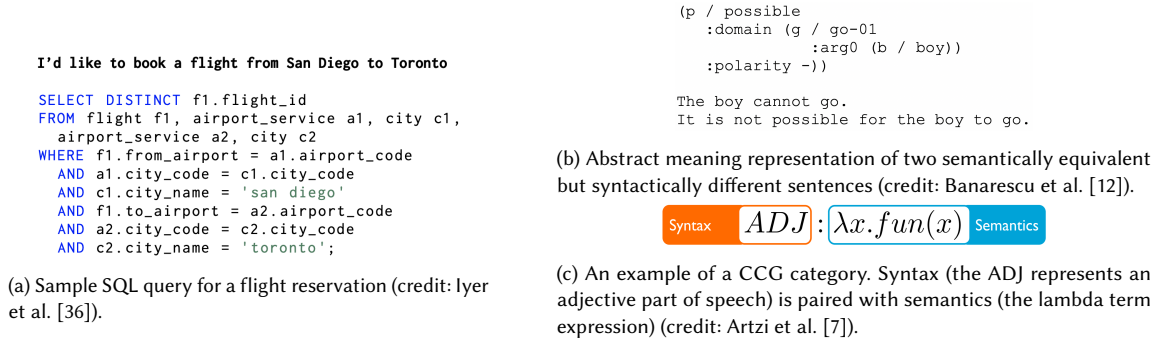 I'd like to book a flight from San Diego to Toronto
SELECT DISTINCT f1.flight_id
FROM flight f1, airport_service a1, city c1,
airport_service a2, city c2
WHERE f1.from_airport = a1.airport_code
AND a1.city_code = c1.city_code
AND c1.city_name = 'san diego'
AND f1.to_airport = a2.airport_code
AND a2.city_code = c2.city_code
AND c2.city_name = 'toronto';
(a) Sample SQL query for a flight reservation (credit: Iyer
et al. [36]).
(p / possible
:domain (g / go-01
:arg0 (b / boy))
:polarity -))
The boy cannot go.
It is not possible for the boy to go.
(b) Abstract meaning representation of two semantically equivalent
but syntactically different sentences (credit: Banarescu et al. [12]).
Syntax ADJ : λx.fun(x) Semantics
(c) An example of a CCG category. Syntax (the ADJ represents an
adjective part of speech) is paired with semantics (the lambda term
expression) (credit: Artzi et al. [7]).